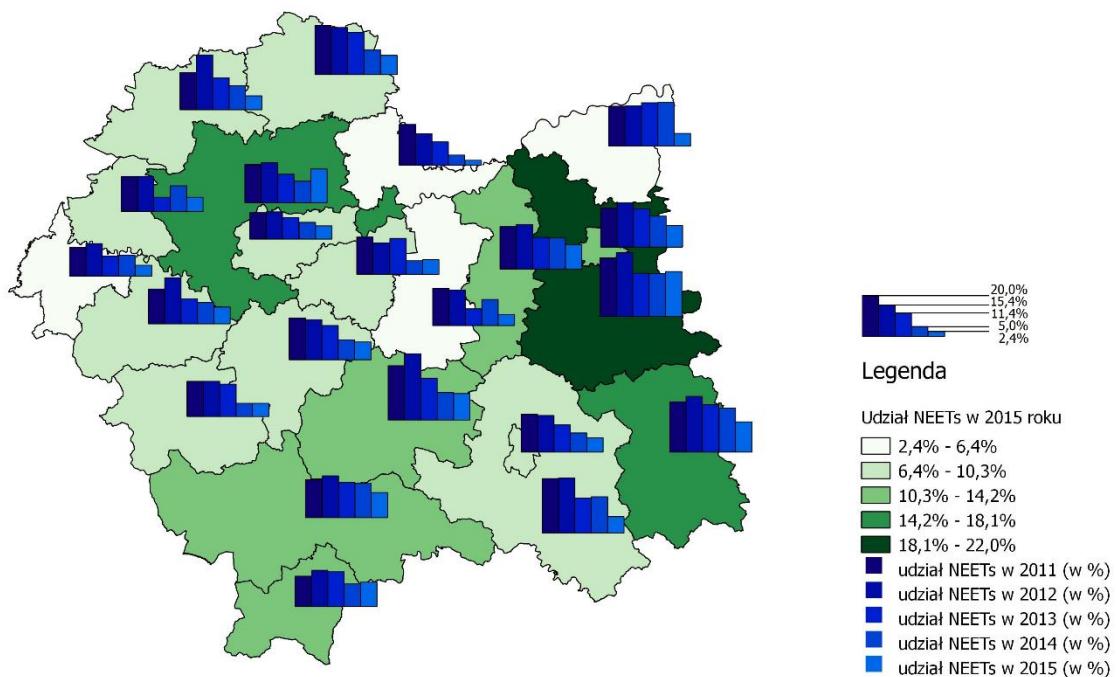 20,0%
15,4%
11,4%
5,0%
2,4%
Legenda
Udział NEETs w 2015 roku
2,4% - 6,4%
6,4% - 10,3%
10,3% - 14,2%
14,2% - 18,1%
18,1% - 22,0%
udział NEETs w 2011 (w %)
udział NEETs w 2012 (w %)
udział NEETs w 2013 (w %)
udział NEETs w 2014 (w %)
udział NEETs w 2015 (w %)